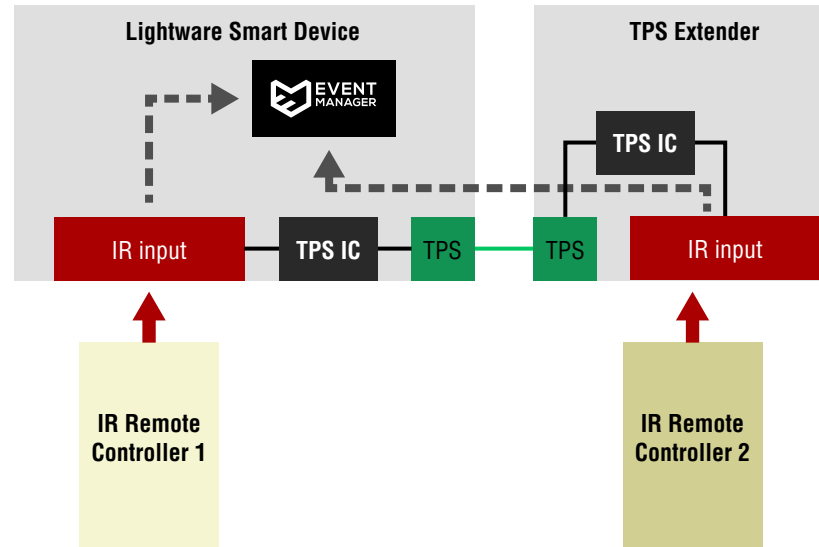 Lightware Smart Device
TPS Extender
EVENT
MANAGER
TPS IC
IR input
TPS IC
TPS
TPS
IR input
IR Remote
Controller 1
IR Remote
Controller 2